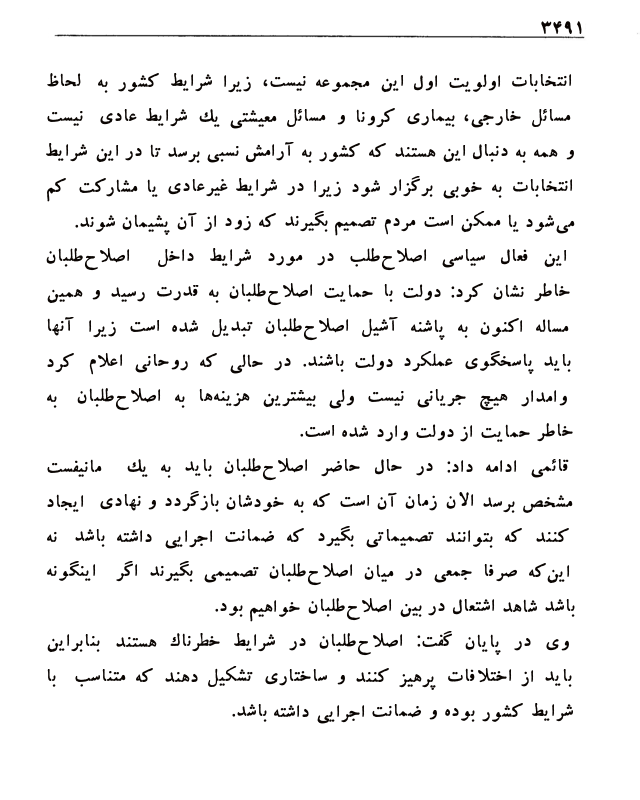 ۳۴۹۱
انتخابات اولویت اول این مجموعه نیست، زیرا شرایط کشور به لحاظ
مسائل خارجی، بیماری کرونا و مسائل معیشتی یك شرایط عادی نیست
و همه به دنبال این هستند که کشور به آرامش نسبی برسد تا در این شرایط
انتخابات به خوبی برگزار شود زیرا در شرایط غیرعادی یا مشارکت کم
می‌شود یا ممکن است مردم تصمیم بگیرند که زود از آن پشیمان شوند.
این فعال سیاسی اصلاح‌طلب در مورد شرایط داخل اصلاح‌طلبان
خاطر نشان کرد: دولت با حمایت اصلاح‌طلبان به قدرت رسید و همین
مساله اکنون به پاشنه آشیل اصلاح‌طلبان تبدیل شده است زیرا آنها
باید پاسخگوی عملکرد دولت باشند. در حالی که روحانی اعلام کرد
وامدار هیچ جریانی نیست ولی بیشترین هزینه‌ها به اصلاح‌طلبان به
خاطر حمایت از دولت وارد شده است.
قائمی ادامه داد: در حال حاضر اصلاح‌طلبان باید به یك مانیفست
مشخص برسد الان زمان آن است که به خودشان بازگردد و نهادی ایجاد
کنند که بتوانند تصمیماتی بگیرد که ضمانت اجرایی داشته باشد نه
این‌که صرفا جمعی در میان اصلاح‌طلبان تصمیمی بگیرند اگر اینگونه
باشد شاهد اشتعال در بین اصلاح‌طلبان خواهیم بود.
وی در پایان گفت: اصلاح‌طلبان در شرایط خطرناك هستند بنابراین
باید از اختلافات پرهیز کنند و ساختاری تشکیل دهند که متناسب با
شرایط کشور بوده و ضمانت اجرایی داشته باشد.